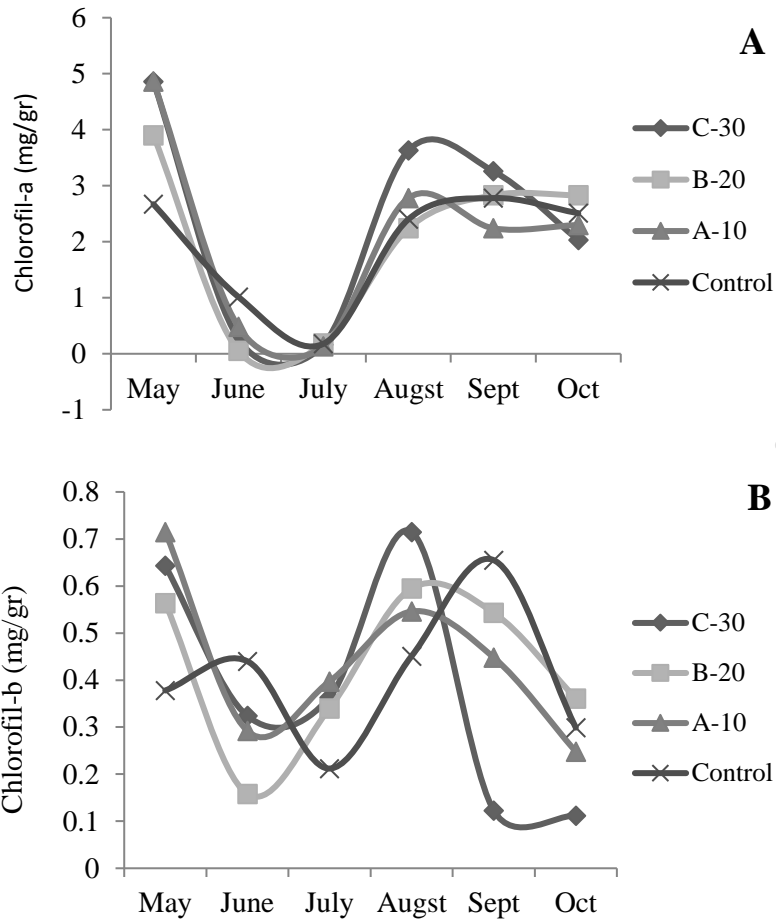 A
Chlorofil-a (mg/gr)
6
5
4
3
2
1
0
-1
May June July Augst Sept Oct
C-30
B-20
A-10
Control
B
Chlorofil-b (mg/gr)
0.8
0.7
0.6
0.5
0.4
0.3
0.2
0.1
0
May June July Augst Sept Oct
C-30
B-20
A-10
Control